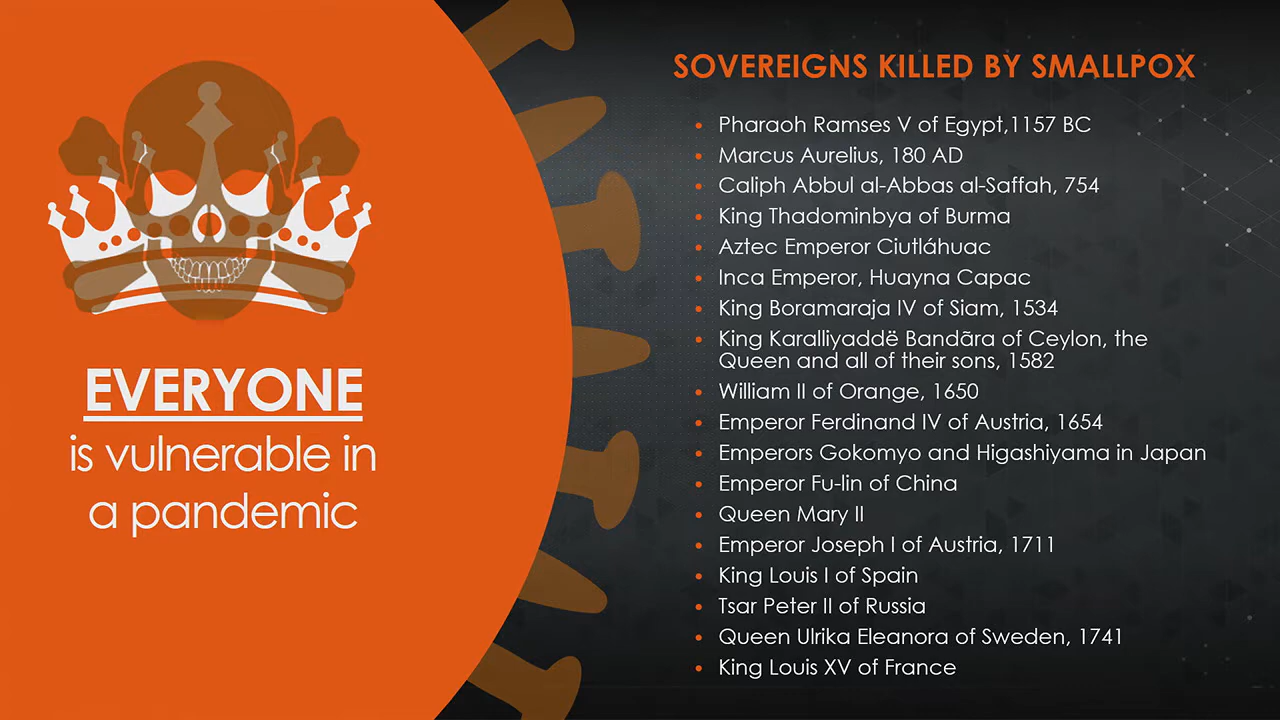 EVERYONE
is vulnerable in
a pandemic
SOVEREIGNS KILLED BY SMALLPOX
• Pharaoh Ramses V of Egypt,1157 BC
• Marcus Aurelius, 180 AD
• Caliph Abbul al-Abbas al-Saffah, 754
• King Thadominbya of Burma
• Aztec Emperor Ciutláhuac
• Inca Emperor, Huayna Capac
• King Boramaraja IV of Siam, 1534
• King Karalliyaddë Bandãra of Ceylon, the
Queen and all of their sons, 1582
• William II of Orange, 1650
• Emperor Ferdinand IV of Austria, 1654
• Emperors Gokomyo and Higashiyama in Japan
• Emperor Fu-lin of China
• Queen Mary II
• Emperor Joseph I of Austria, 1711
• King Louis I of Spain
• Tsar Peter II of Russia
• Queen Ulrika Eleanora of Sweden, 1741
• King Louis XV of France